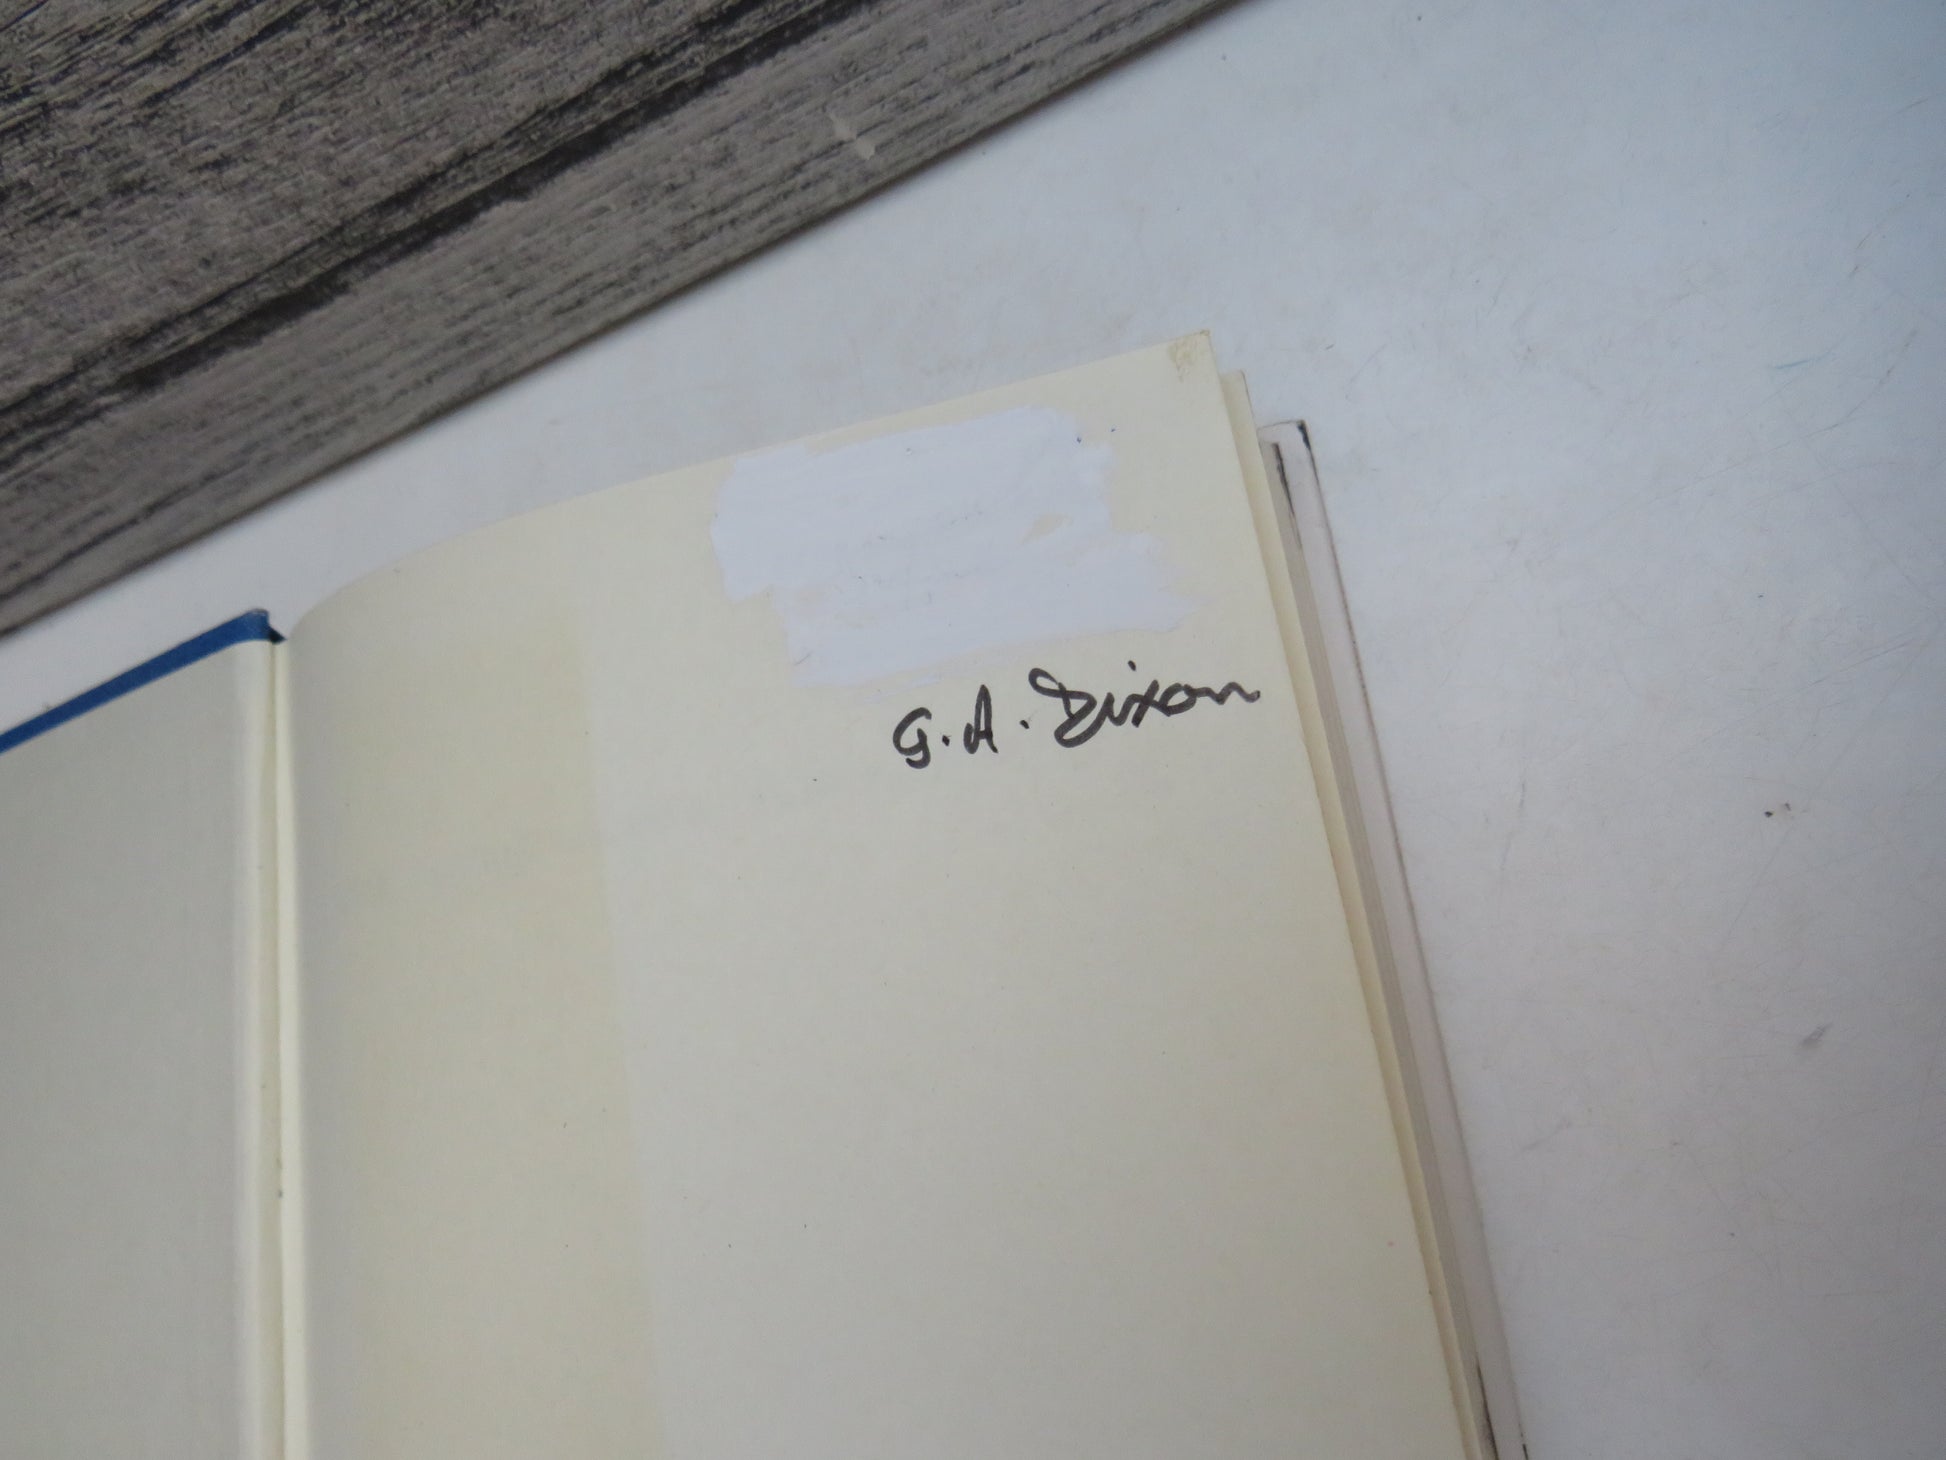 G. A. Dixon